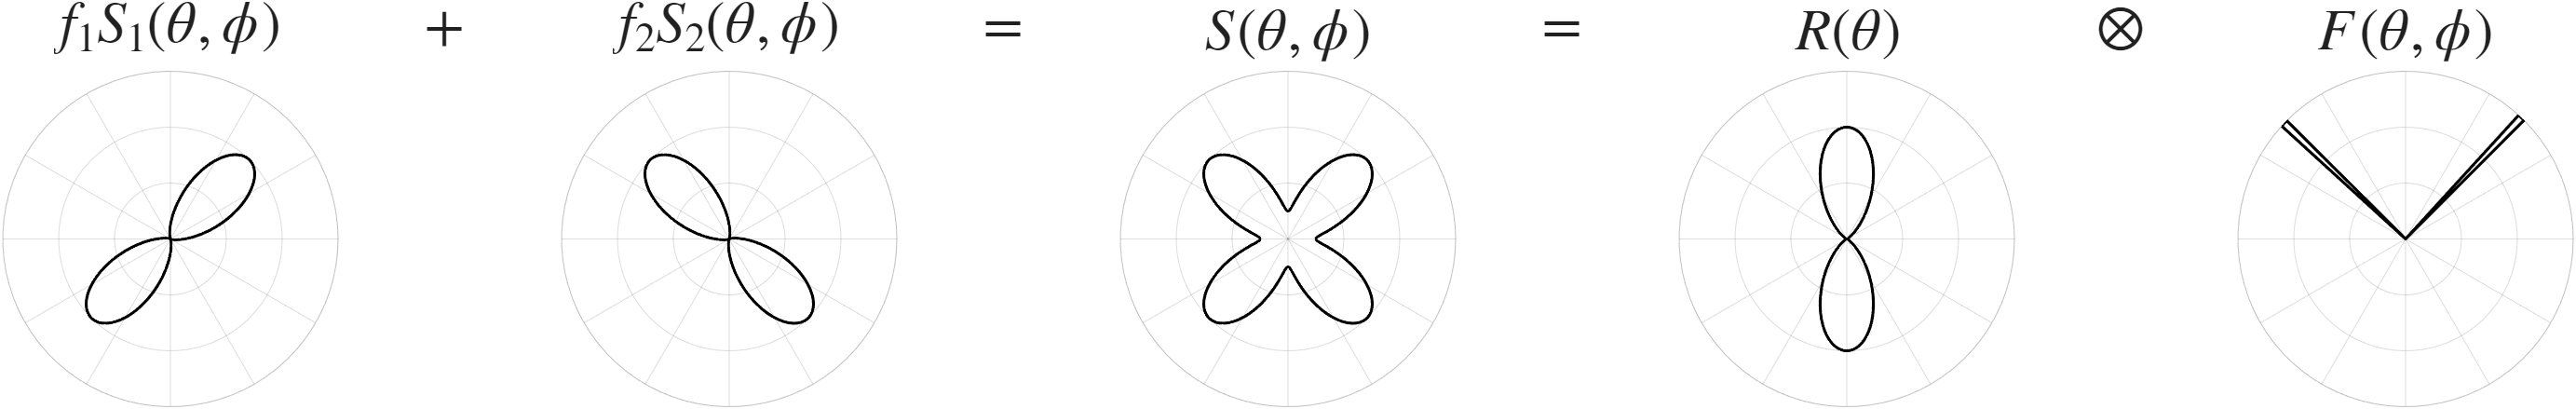 f₁S₁(θ, ϕ) + f₂S₂(θ, ϕ) = S(θ, ϕ) = R(θ) ⊗ F(θ, ϕ)